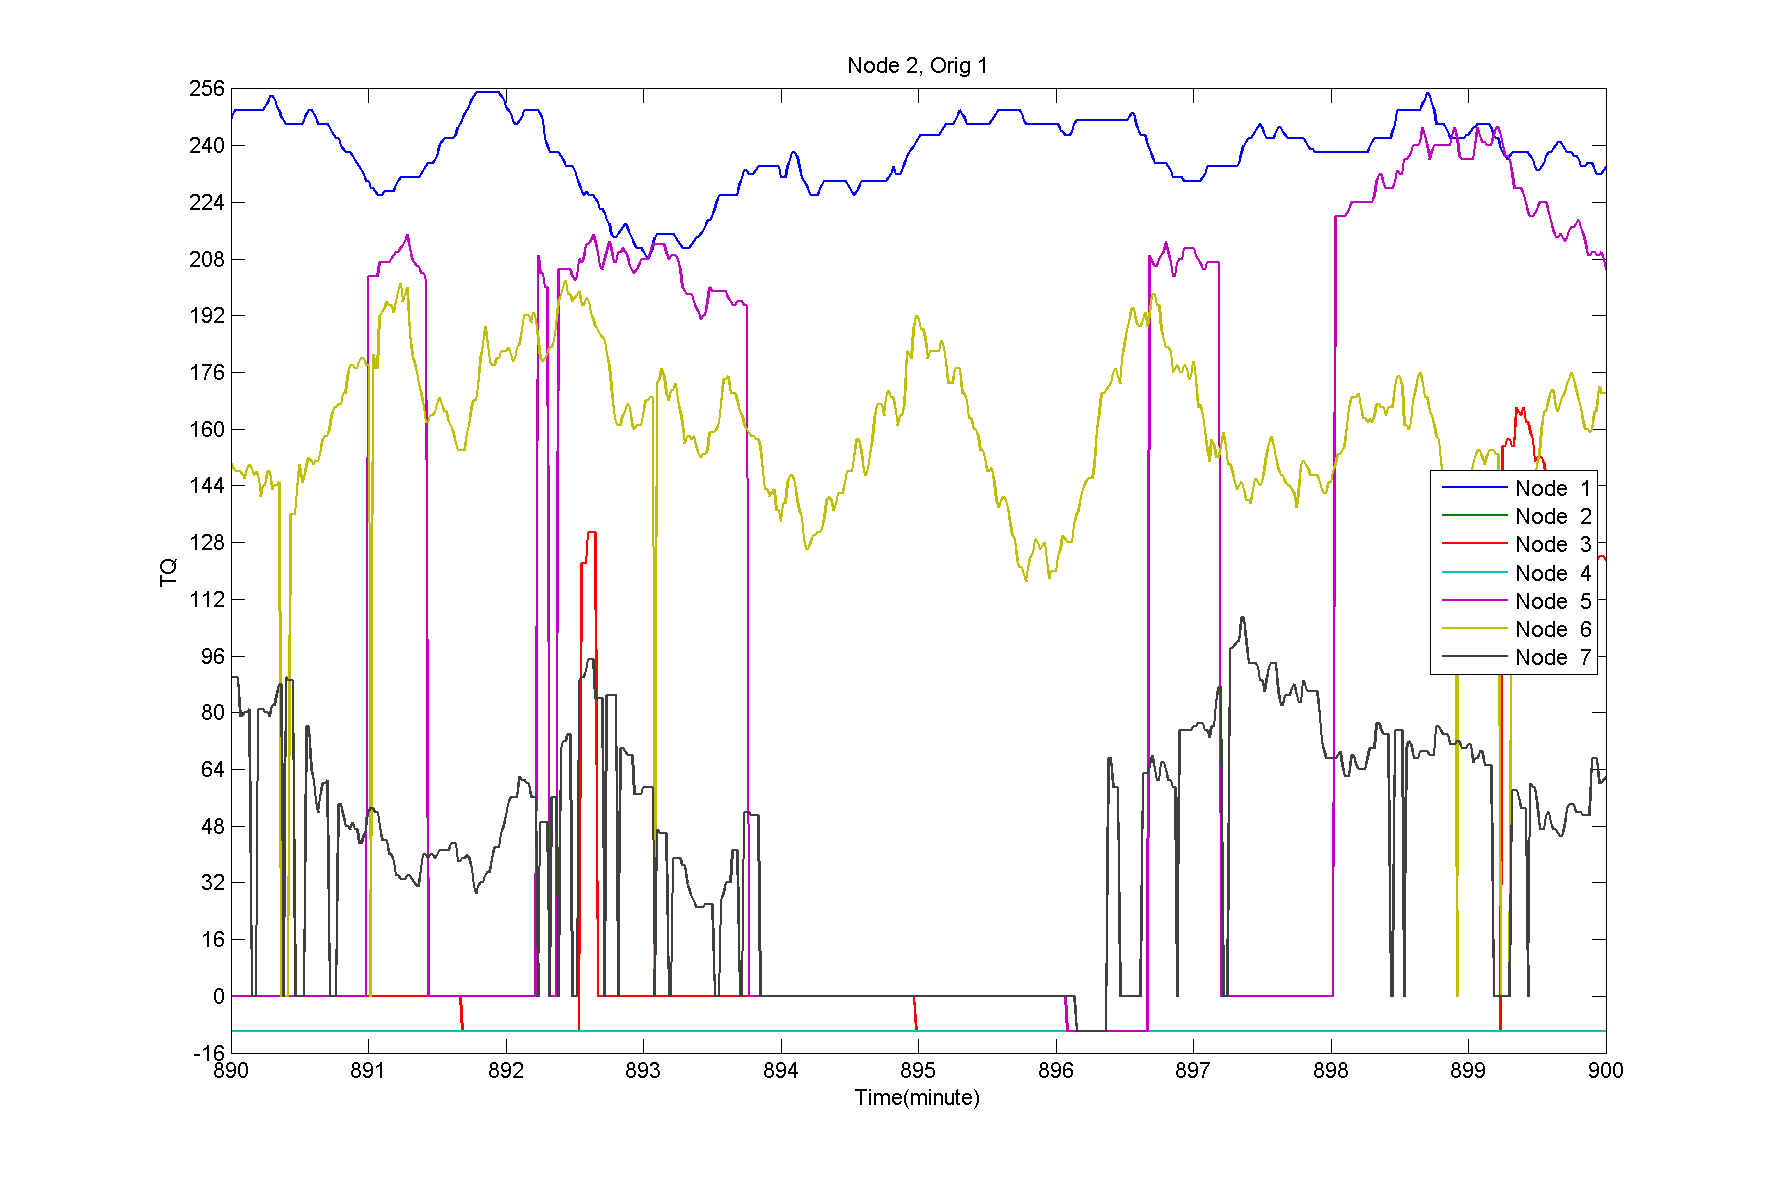 Node 2, Orig 1
256
240
224
208
192
176
160
144
128
112
96
80
64
48
32
16
0
-16
TQ
890 891 892 893 894 895 896 897 898 899 900
Time(minute)
Node 1
Node 2
Node 3
Node 4
Node 5
Node 6
Node 7